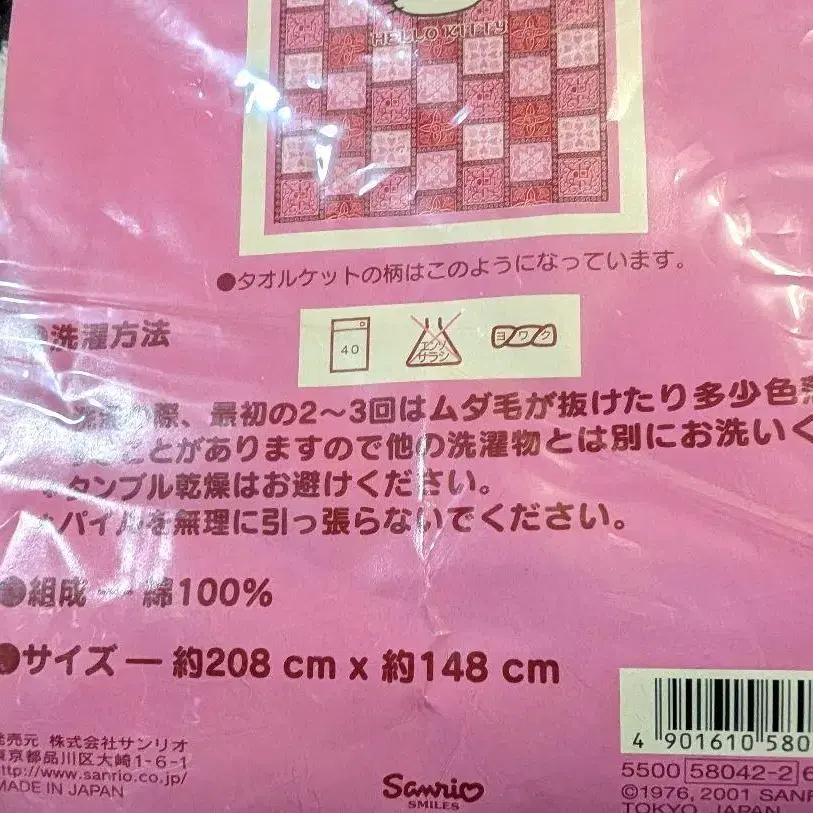 HELLO KITTY
●タオルケットの柄はこのようになっています。
洗濯方法
40
エンソ
サラシ
ヨワク
際、最初の2〜3回はムダ毛が抜けたり多少色
ことがありますので他の洗濯物とは別にお洗いく
タンブル乾燥はお避けください。
パイルを無理に引っ張らないでください。
●組成 — 綿100%
●サイズ — 約208 cm x 約148 cm
発売元 株式会社サンリオ
東京都品川区大崎1-6-1
http://www.sanrio.co.jp/
MADE IN JAPAN
Sanrio
SMILES
4 901610 580
5500 58042-2 6
©1976, 2001 SANR
TOKYO, JAPAN